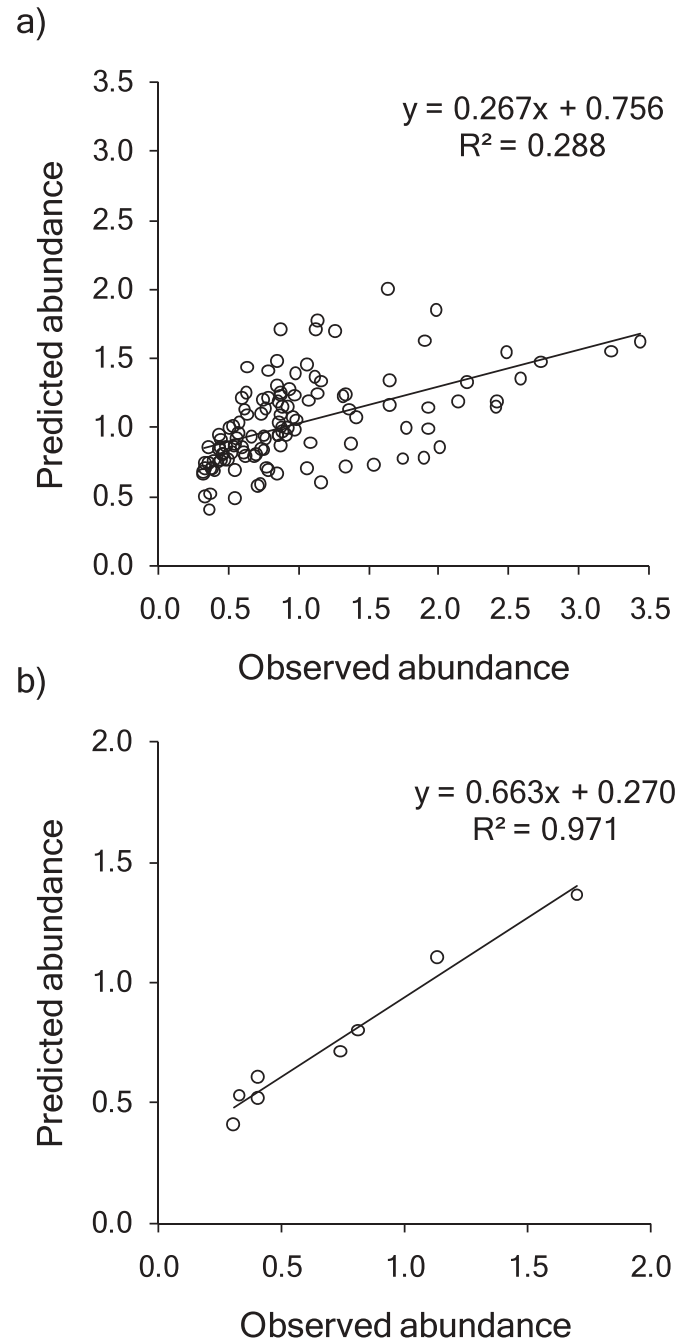 a)
y = 0.267x + 0.756
R² = 0.288
Predicted abundance
3.5
3.0
2.5
2.0
1.5
1.0
0.5
0.0
0.0 0.5 1.0 1.5 2.0 2.5 3.0 3.5
Observed abundance
b)
y = 0.663x + 0.270
R² = 0.971
Predicted abundance
2.0
1.5
1.0
0.5
0.0
0.0 0.5 1.0 1.5 2.0
Observed abundance